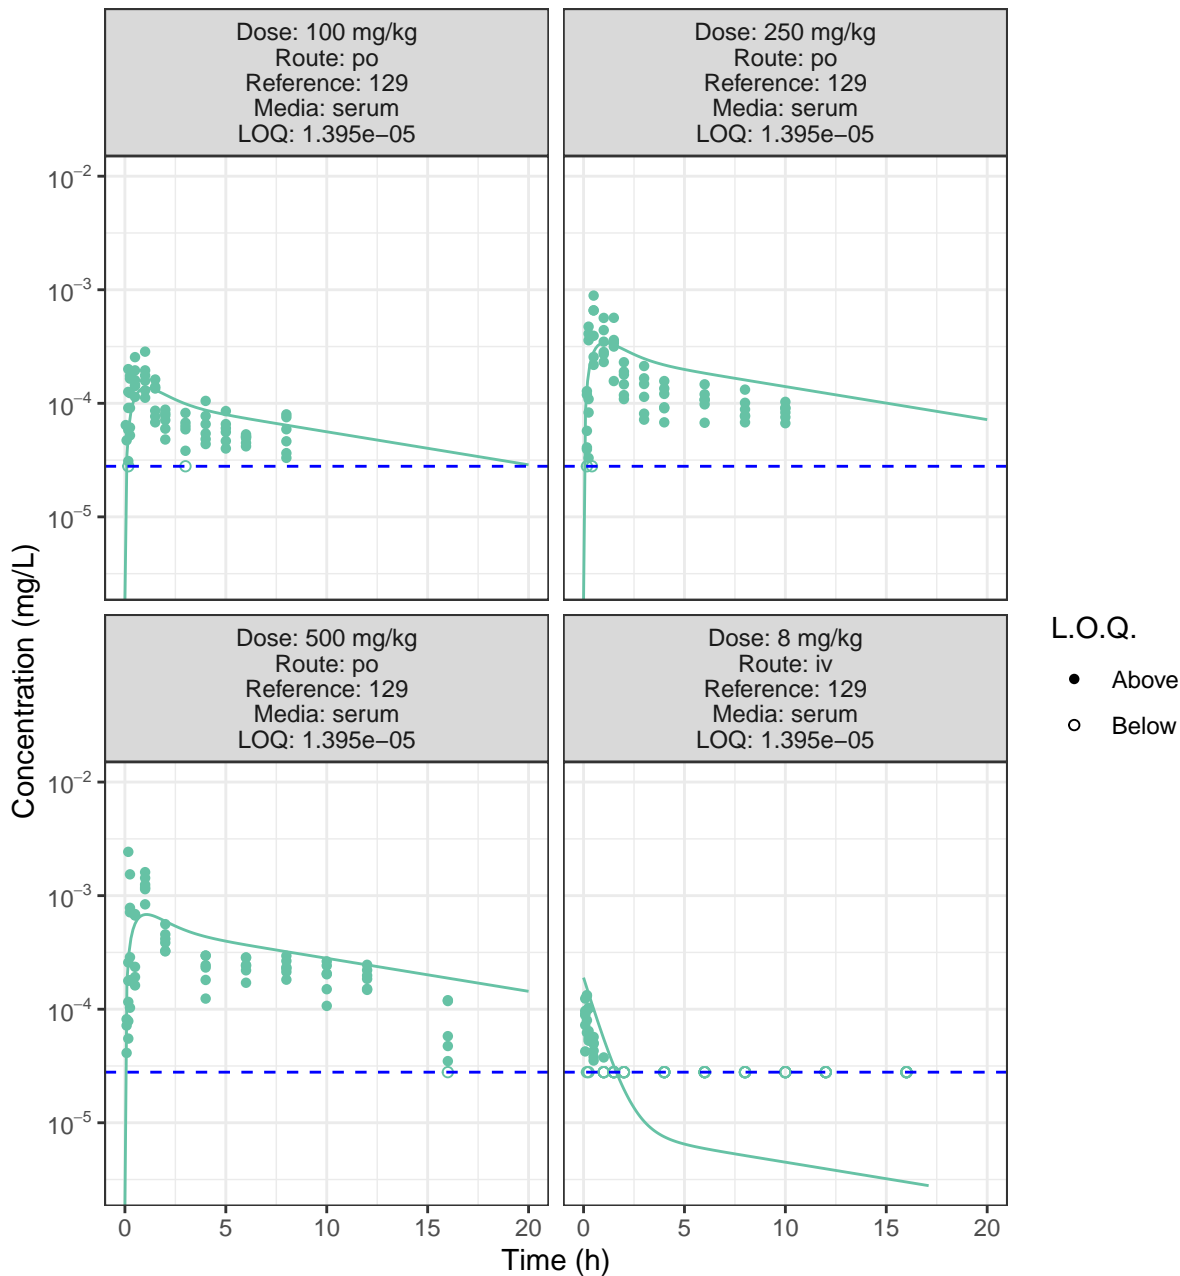 Dose: 100 mg/kg
Route: po
Reference: 129
Media: serum
LOQ: 1.395e−05
Dose: 250 mg/kg
Route: po
Reference: 129
Media: serum
LOQ: 1.395e−05
10⁻²
10⁻³
10⁻⁴
10⁻⁵
Dose: 500 mg/kg
Route: po
Reference: 129
Media: serum
LOQ: 1.395e−05
Dose: 8 mg/kg
Route: iv
Reference: 129
Media: serum
LOQ: 1.395e−05
10⁻²
10⁻³
10⁻⁴
10⁻⁵
0 5 10 15 20
0 5 10 15 20
Time (h)
Concentration (mg/L)
L.O.Q.
Above
Below